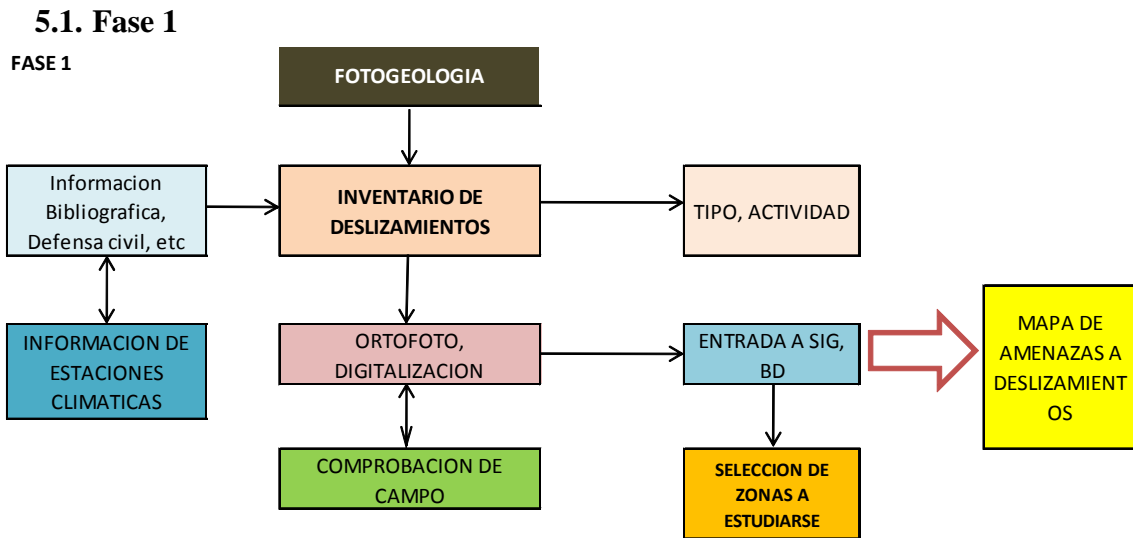 5.1. Fase 1
FASE 1
FOTOGEOLOGIA
Informacion
Bibliografica,
Defensa civil, etc
INVENTARIO DE
DESLIZAMIENTOS
TIPO, ACTIVIDAD
INFORMACION DE
ESTACIONES
CLIMATICAS
ORTOFOTO,
DIGITALIZACION
ENTRADA A SIG,
BD
MAPA DE
AMENAZAS A
DESLIZAMIENT
OS
COMPROBACION DE
CAMPO
SELECCION DE
ZONAS A
ESTUDIARSE